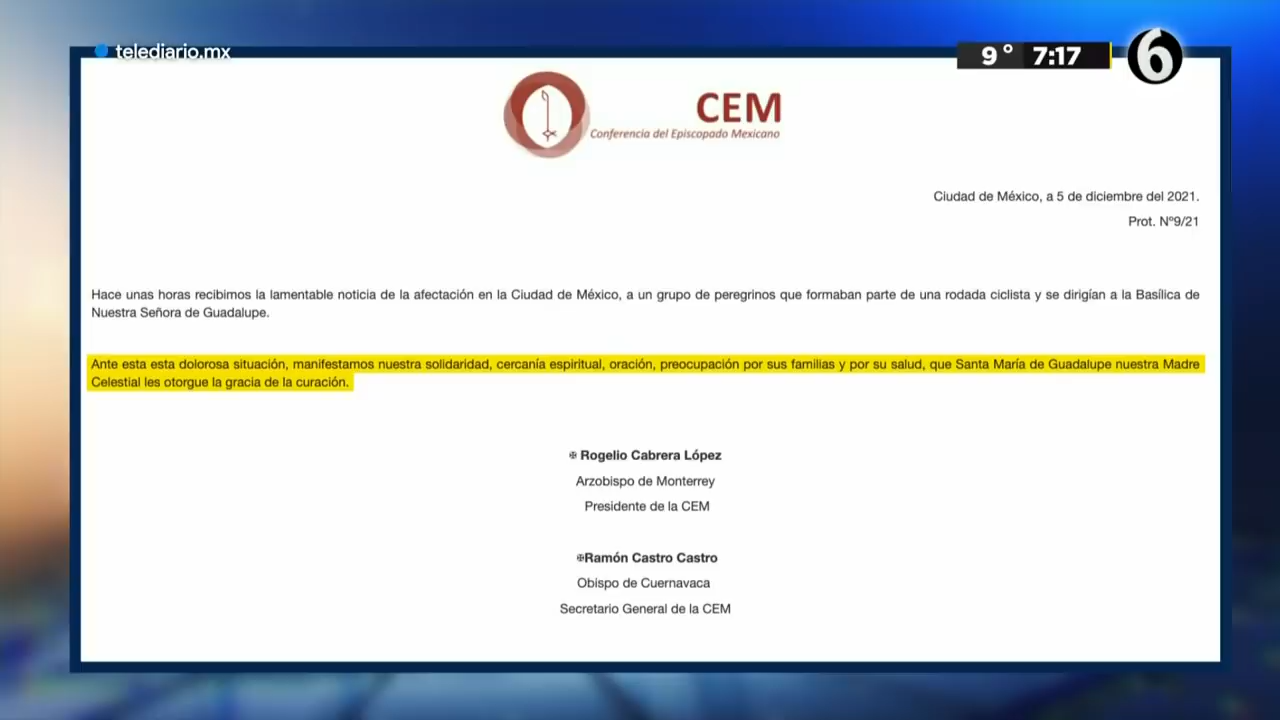 telediario.mx
9° 7:17
6
CEM
Conferencia del Episcopado Mexicano
Ciudad de México, a 5 de diciembre del 2021.
Prot. Nº9/21
Hace unas horas recibimos la lamentable noticia de la afectación en la Ciudad de México, a un grupo de peregrinos que formaban parte de una rodada ciclista y se dirigían a la Basílica de
Nuestra Señora de Guadalupe.
Ante esta esta dolorosa situación, manifestamos nuestra solidaridad, cercanía espiritual, oración, preocupación por sus familias y por su salud, que Santa María de Guadalupe nuestra Madre
Celestial les otorgue la gracia de la curación.
✠ Rogelio Cabrera López
Arzobispo de Monterrey
Presidente de la CEM
✠Ramón Castro Castro
Obispo de Cuernavaca
Secretario General de la CEM